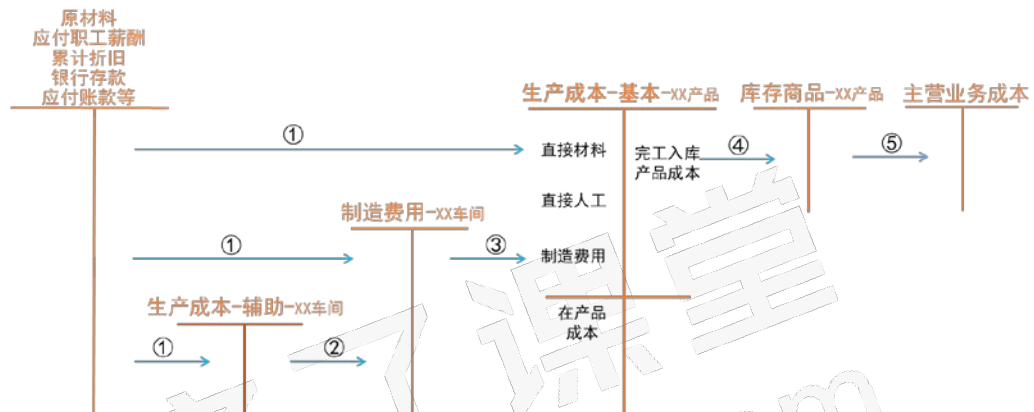 原材料
应付职工薪酬
累计折旧
银行存款
应付账款等
生产成本-基本-XX产品
库存商品-XX产品
主营业务成本
①
直接材料
完工入库
产品成本
④
⑤
直接人工
制造费用-XX车间
①
③
制造费用
生产成本-辅助-XX车间
在产品
成本
①
②
了课堂
m